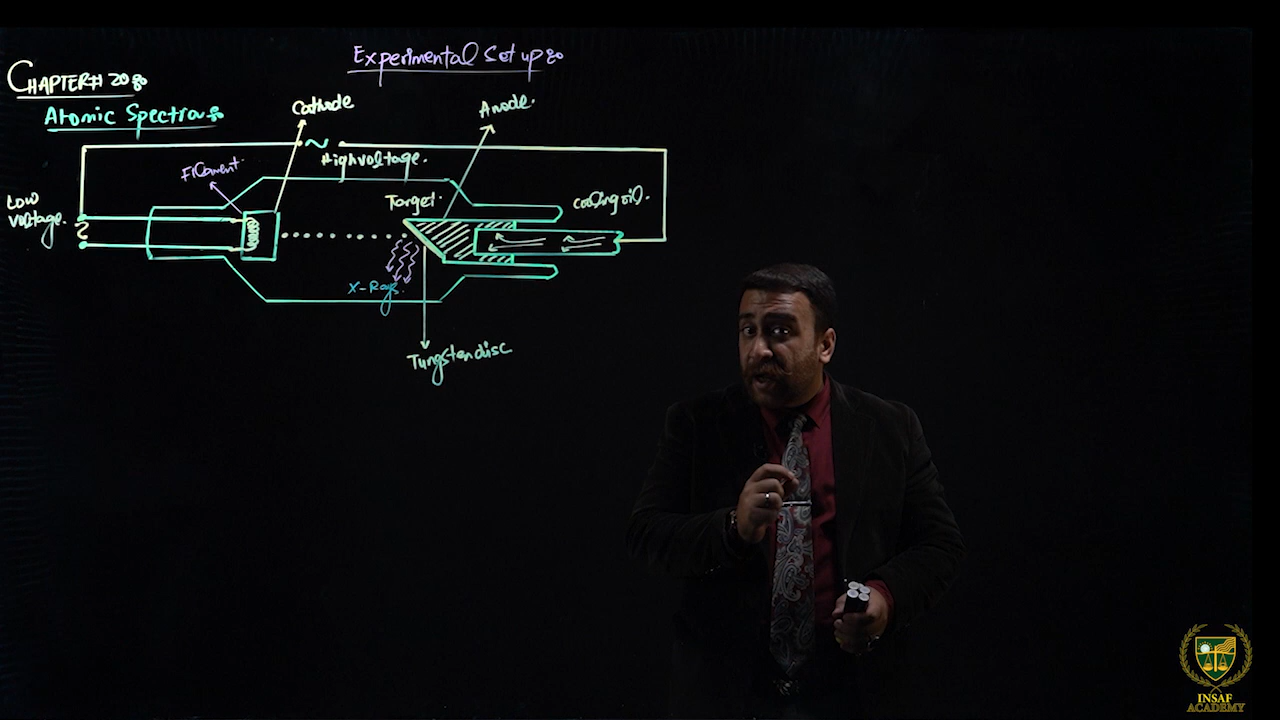 Experimental Set up
CHAPTER# 20
Atomic Spectra
Cathode
Anode.
Filament.
High voltage.
Low
voltage.
Target.
cooling oil.
X-Rays.
Tungsten disc
INSAF
ACADEMY